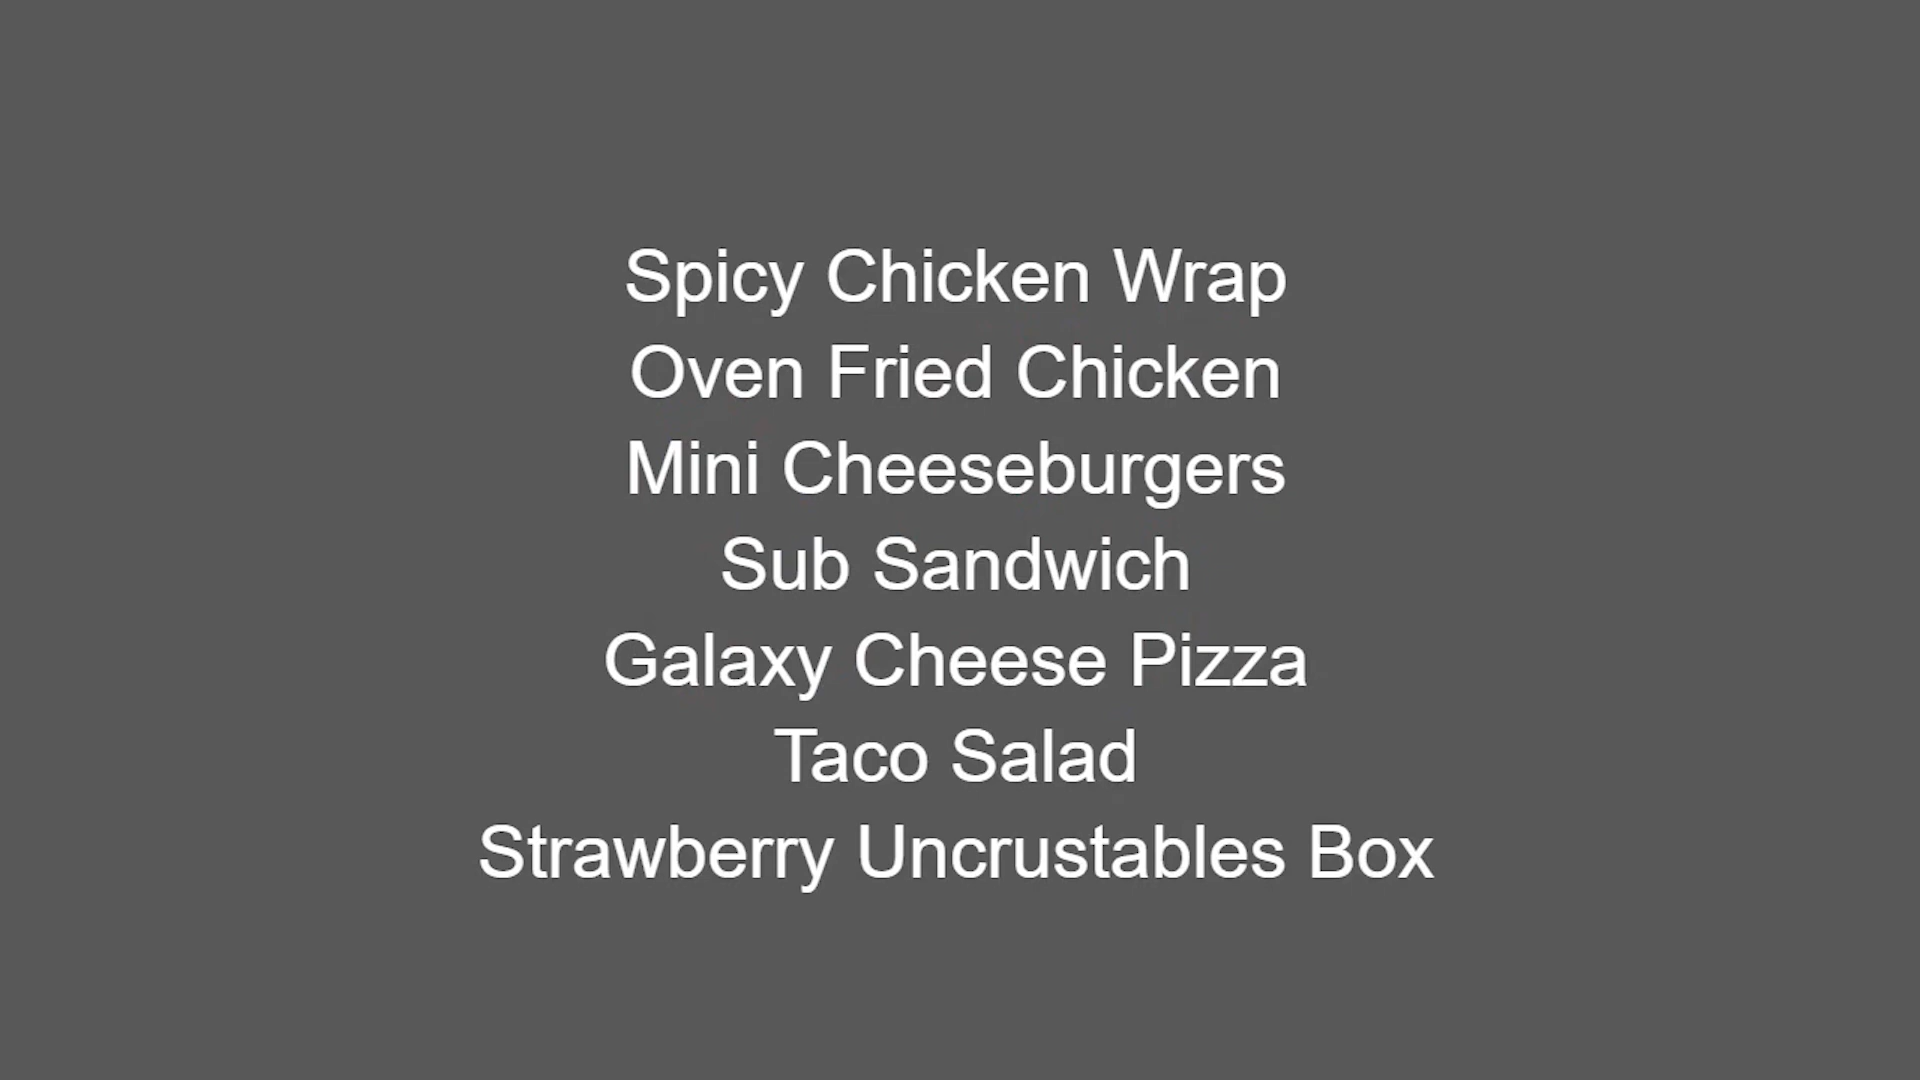 Spicy Chicken Wrap
Oven Fried Chicken
Mini Cheeseburgers
Sub Sandwich
Galaxy Cheese Pizza
Taco Salad
Strawberry Uncrustables Box